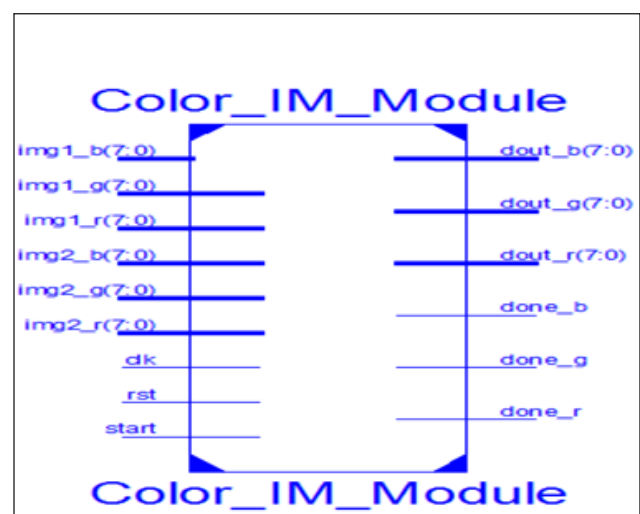 Color_IM_Module
img1_b(7:0)
img1_g(7:0)
img1_r(7:0)
img2_b(7:0)
img2_g(7:0)
img2_r(7:0)
clk
rst
start
dout_b(7:0)
dout_g(7:0)
dout_r(7:0)
done_b
done_g
done_r
Color_IM_Module